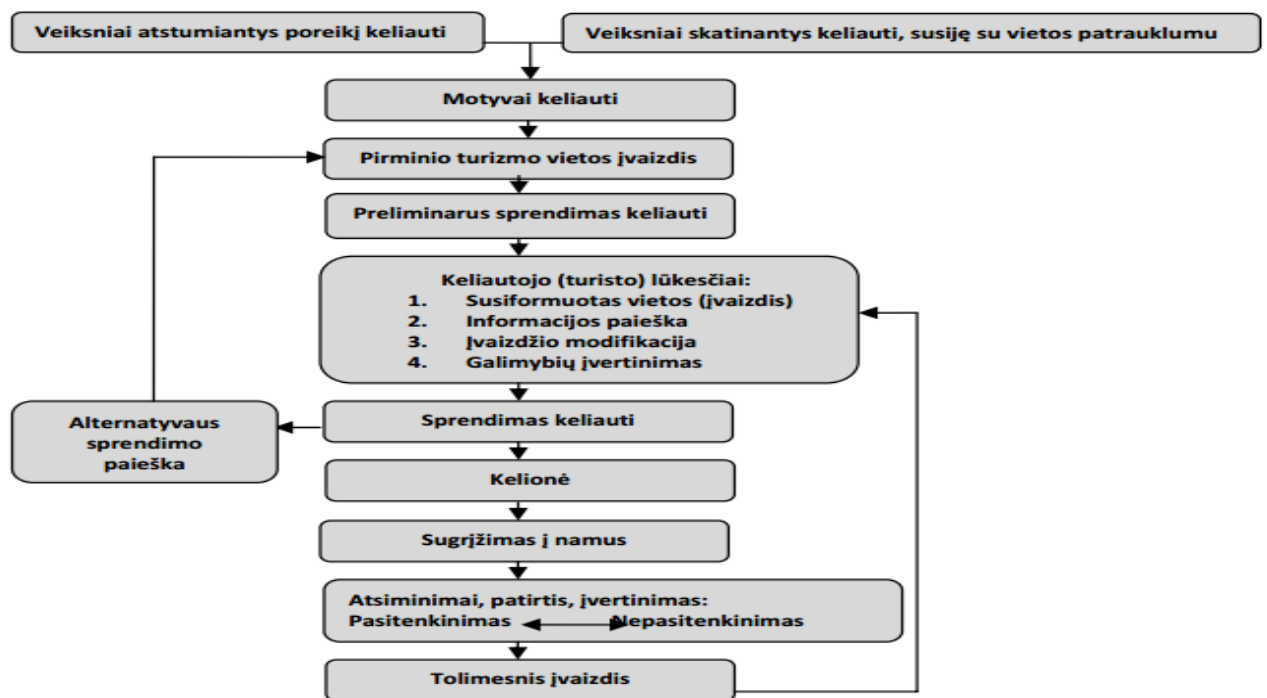 Veiksniai atstumiantys poreikį keliauti
Veiksniai skatinantys keliauti, susiję su vietos patrauklumu
Motyvai keliauti
Pirminio turizmo vietos įvaizdis
Preliminarus sprendimas keliauti
Keliautojo (turisto) lūkesčiai:
1. Susiformuotas vietos (įvaizdis)
2. Informacijos paieška
3. Įvaizdžio modifikacija
4. Galimybių įvertinimas
Alternatyvaus
sprendimo
paieška
Sprendimas keliauti
Kelionė
Sugrįžimas į namus
Atsiminimai, patirtis, įvertinimas:
Pasitenkinimas Nepasitenkinimas
Tolimesnis įvaizdis